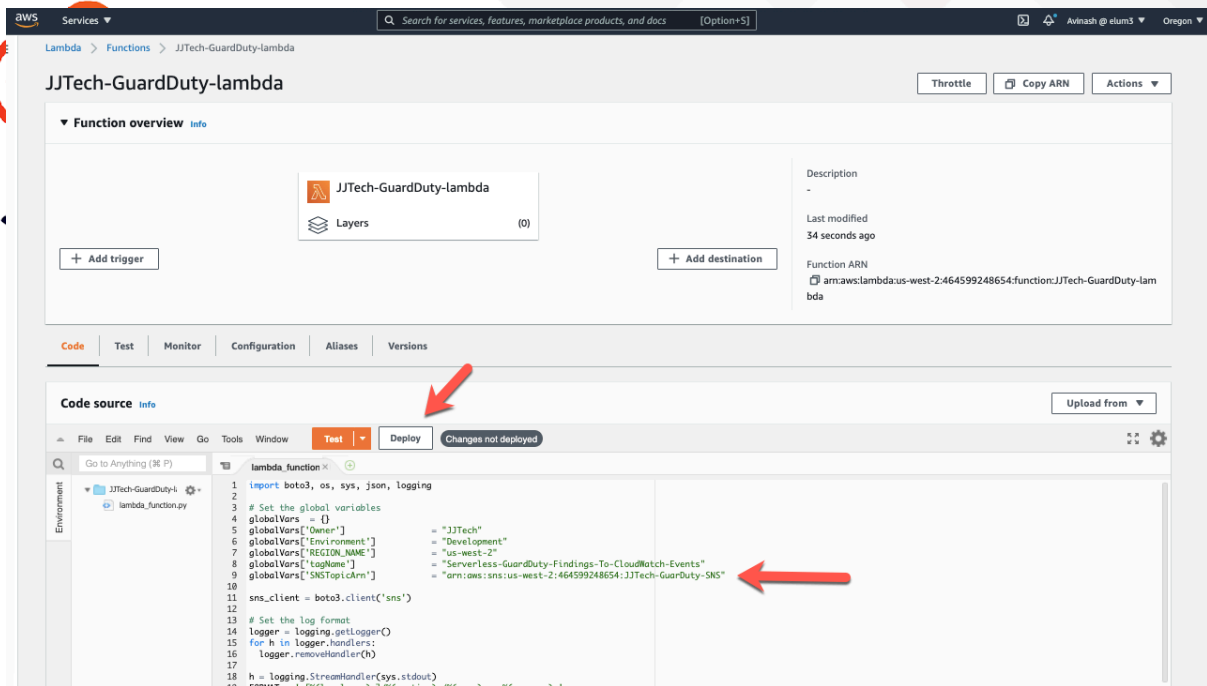 aws Services ▼ Search for services, features, marketplace products, and docs [Option+S] Avinash @ elum3 ▼ Oregon ▼
Lambda > Functions > JJTech-GuardDuty-lambda
JJTech-GuardDuty-lambda
Throttle Copy ARN Actions ▼
▼ Function overview Info
JJTech-GuardDuty-lambda
Layers (0)
+ Add trigger
+ Add destination
Description
-
Last modified
34 seconds ago
Function ARN
arn:aws:lambda:us-west-2:464599248654:function:JJTech-GuardDuty-lam
bda
Code Test Monitor Configuration Aliases Versions
Code source Info
Upload from ▼
File Edit Find View Go Tools Window Test ▼ Deploy Changes not deployed
Go to Anything (⌘ P)
lambda_function ×
Environment
JJTech-GuardDuty-l
lambda_function.py
1 import boto3, os, sys, json, logging
2
3 # Set the global variables
4 globalVars = {}
5 globalVars['Owner'] = "JJTech"
6 globalVars['Environment'] = "Development"
7 globalVars['REGION_NAME'] = "us-west-2"
8 globalVars['tagName'] = "Serverless-GuardDuty-Findings-To-CloudWatch-Events"
9 globalVars['SNSTopicArn'] = "arn:aws:sns:us-west-2:464599248654:JJTech-GuarDuty-SNS"
10
11 sns_client = boto3.client('sns')
12
13 # Set the log format
14 logger = logging.getLogger()
15 for h in logger.handlers:
16 logger.removeHandler(h)
17
18 h = logging.StreamHandler(sys.stdout)